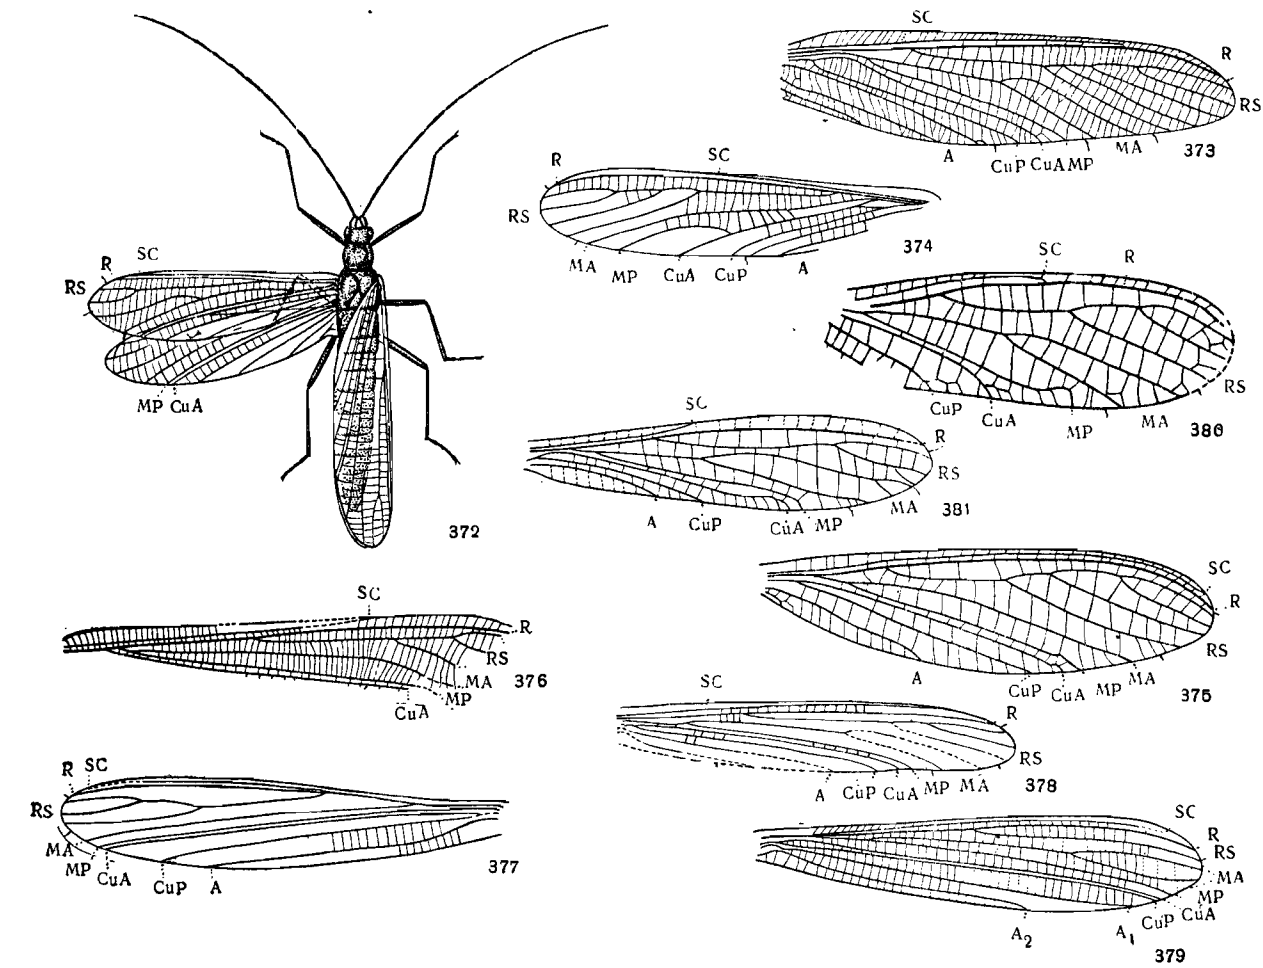 SC
R
RS
MP CuA
372
SC
R
RS
A CuP CuA MP MA
373
R
SC
RS
MA MP CuA CuP A
374
SC
R
RS
CuP CuA MP MA
380
SC
R
RS
A CuP CuA MP MA
381
SC
R
RS
MA
MP
CuA
376
SC
R
RS
A CuP CuA MP MA
375
SC
R
RS
A CuP CuA MP MA
378
R SC
RS
MA
MP CuA CuP A
377
SC
R
RS
MA
MP
CuA
CuP
A1
A2
379